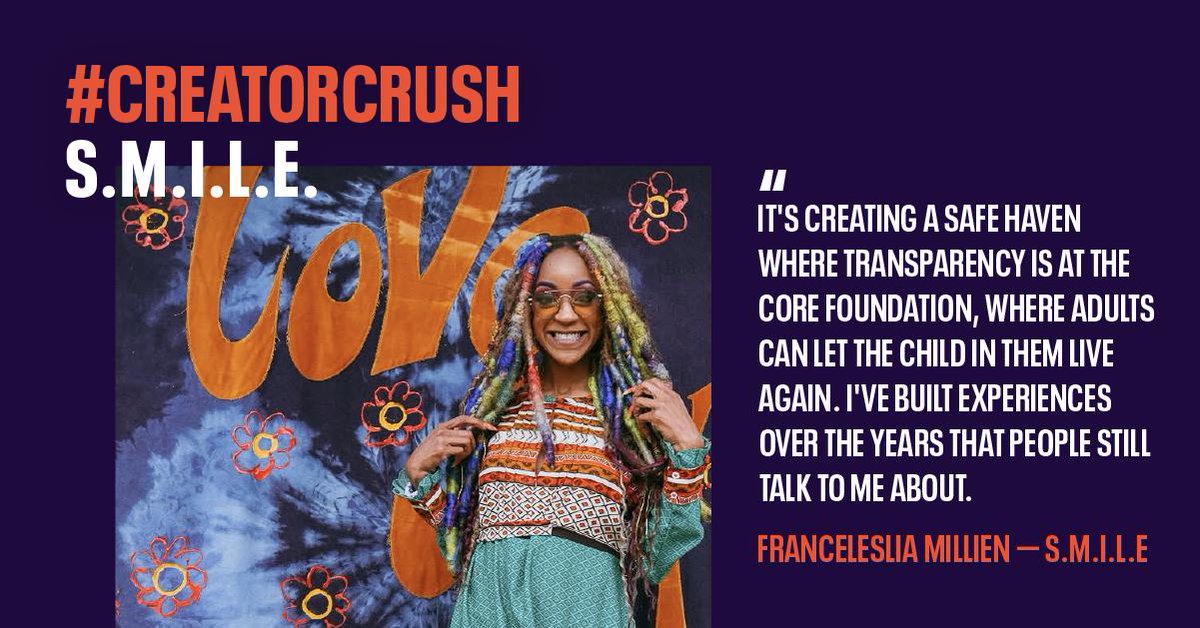 #CREATORCRUSH
S.M.I.L.E.
LOVE
"
IT'S CREATING A SAFE HAVEN
WHERE TRANSPARENCY IS AT THE
CORE FOUNDATION, WHERE ADULTS
CAN LET THE CHILD IN THEM LIVE
AGAIN. I'VE BUILT EXPERIENCES
OVER THE YEARS THAT PEOPLE STILL
TALK TO ME ABOUT.
FRANCELESLIA MILLIEN — S.M.I.L.E